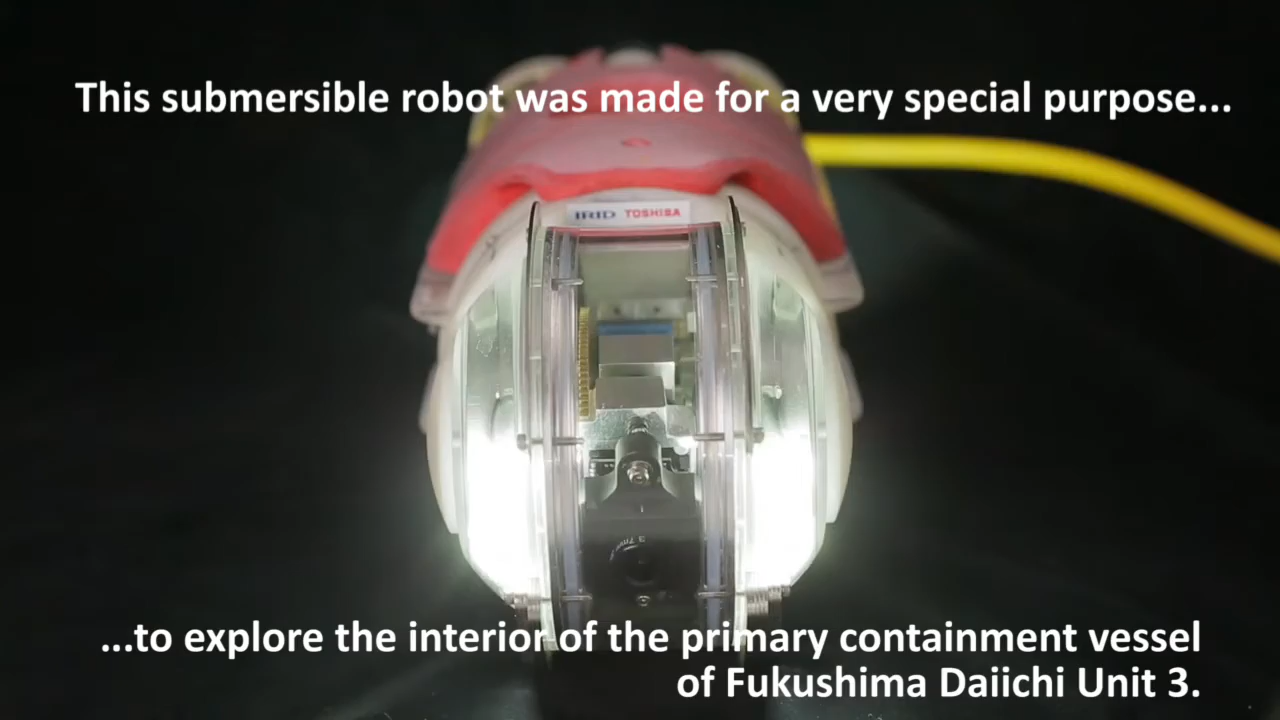 This submersible robot was made for a very special purpose...
IRID TOSHIBA
...to explore the interior of the primary containment vessel
of Fukushima Daiichi Unit 3.